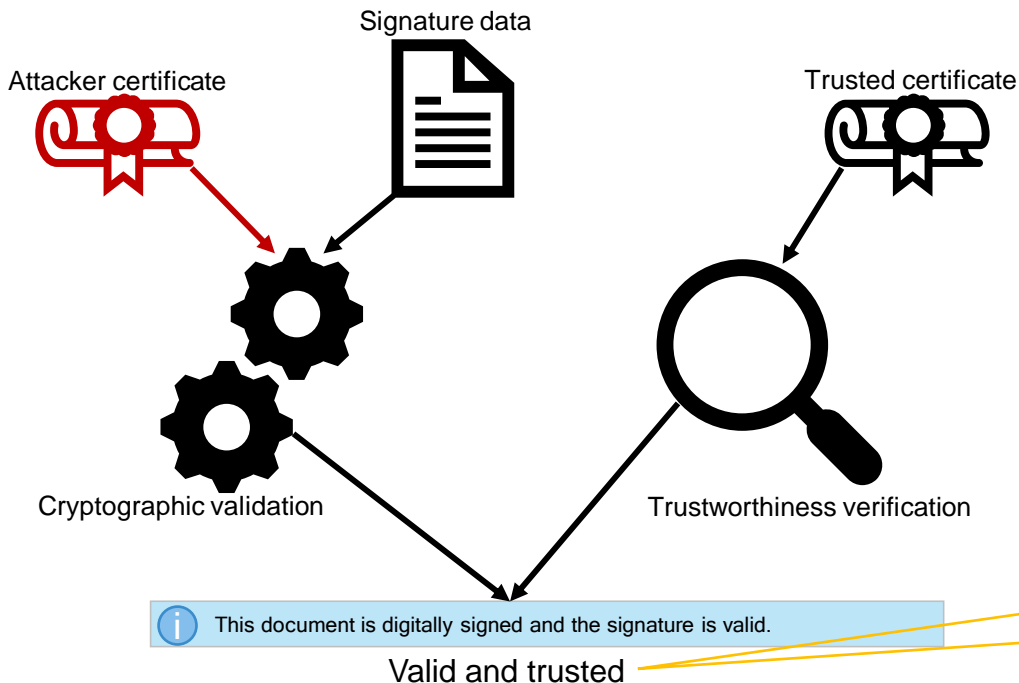 Signature data
Attacker certificate
Trusted certificate
Cryptographic validation
Trustworthiness verification
i This document is digitally signed and the signature is valid.
Valid and trusted